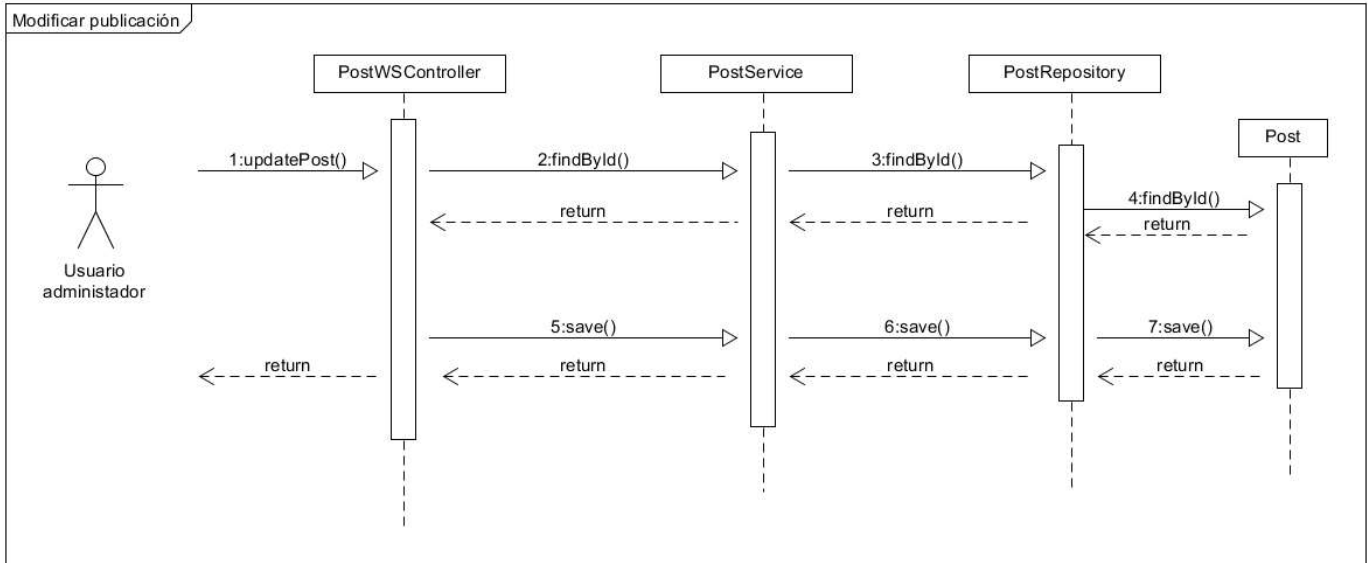 Modificar publicación
PostWSController
PostService
PostRepository
Post
1:updatePost()
2:findById()
3:findById()
4:findById()
return
return
return
Usuario
administador
5:save()
6:save()
7:save()
return
return
return
return